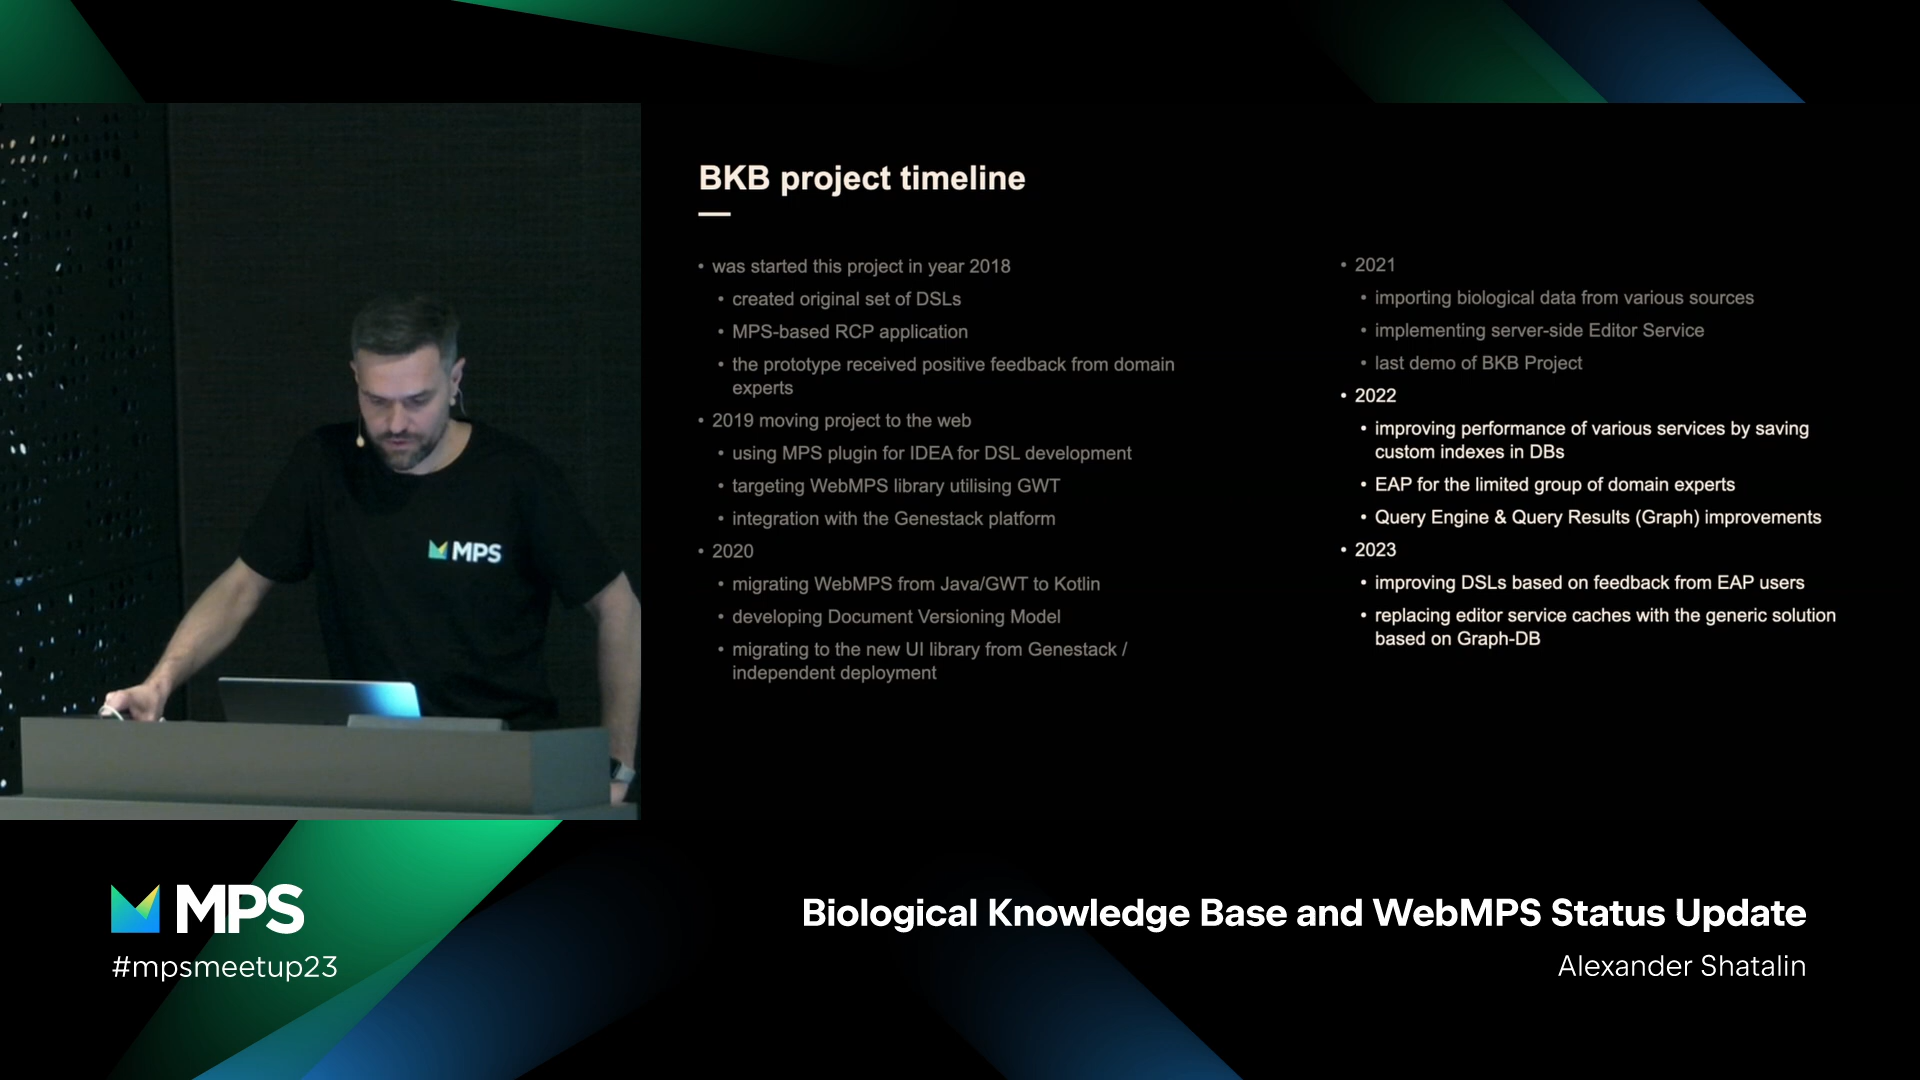 BKB project timeline
• was started this project in year 2018
• created original set of DSLs
• MPS-based RCP application
• the prototype received positive feedback from domain
experts
• 2019 moving project to the web
• using MPS plugin for IDEA for DSL development
• targeting WebMPS library utilising GWT
• integration with the Genestack platform
• 2020
• migrating WebMPS from Java/GWT to Kotlin
• developing Document Versioning Model
• migrating to the new UI library from Genestack /
independent deployment
• 2021
• importing biological data from various sources
• implementing server-side Editor Service
• last demo of BKB Project
• 2022
• improving performance of various services by saving
custom indexes in DBs
• EAP for the limited group of domain experts
• Query Engine & Query Results (Graph) improvements
• 2023
• improving DSLs based on feedback from EAP users
• replacing editor service caches with the generic solution
based on Graph-DB
MPS
MPS
#mpsmeetup23
Biological Knowledge Base and WebMPS Status Update
Alexander Shatalin